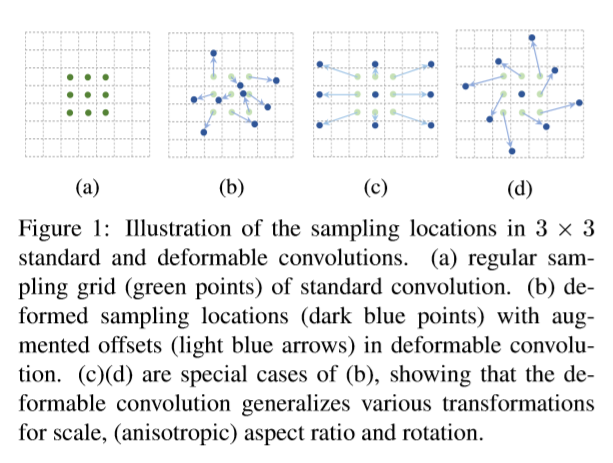 (a)
(b)
(c)
(d)
Figure 1: Illustration of the sampling locations in 3 × 3
standard and deformable convolutions. (a) regular sam-
pling grid (green points) of standard convolution. (b) de-
formed sampling locations (dark blue points) with aug-
mented offsets (light blue arrows) in deformable convolu-
tion. (c)(d) are special cases of (b), showing that the de-
formable convolution generalizes various transformations
for scale, (anisotropic) aspect ratio and rotation.